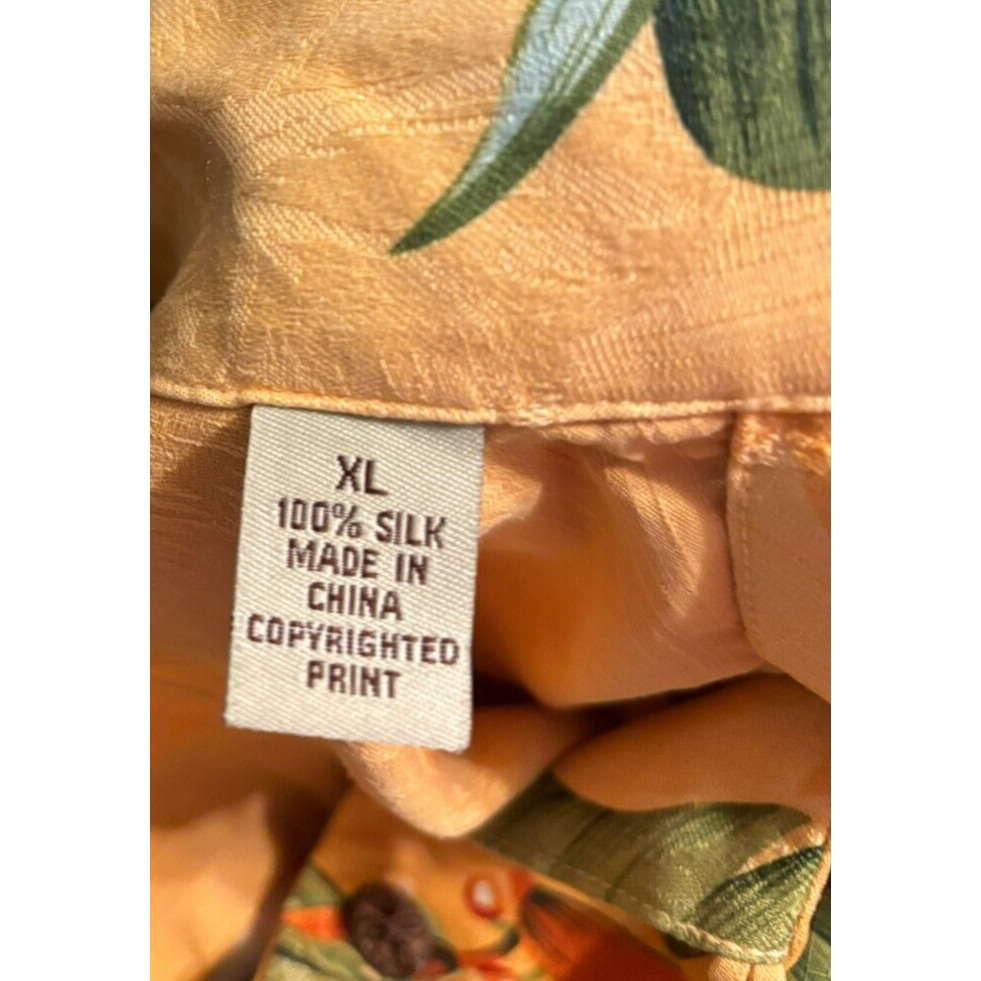 XL
100% SILK
MADE IN
CHINA
COPYRIGHTED
PRINT